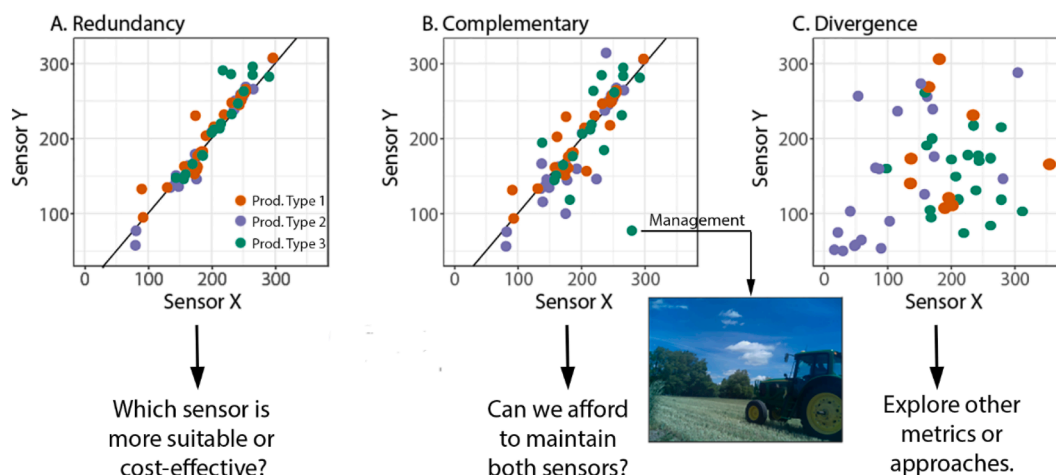 A. Redundancy
B. Complementary
C. Divergence
Sensor Y
300
200
100
0
100
200
300
Sensor X
Prod. Type 1
Prod. Type 2
Prod. Type 3
Sensor Y
300
200
100
0
100
200
300
Sensor X
Management
Sensor Y
300
200
100
0
100
200
300
Sensor X
Which sensor is
more suitable or
cost-effective?
Can we afford
to maintain
both sensors?
Explore other
metrics or
approaches.